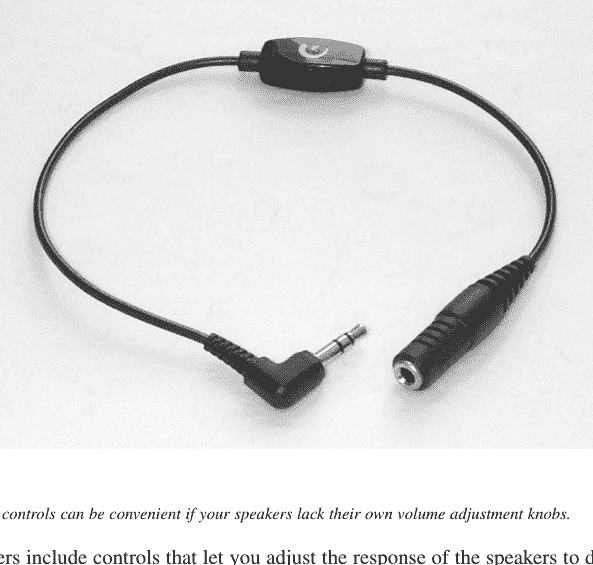 controls can be convenient if your speakers lack their own volume adjustment knobs.
ers include controls that let you adjust the response of the speakers to d